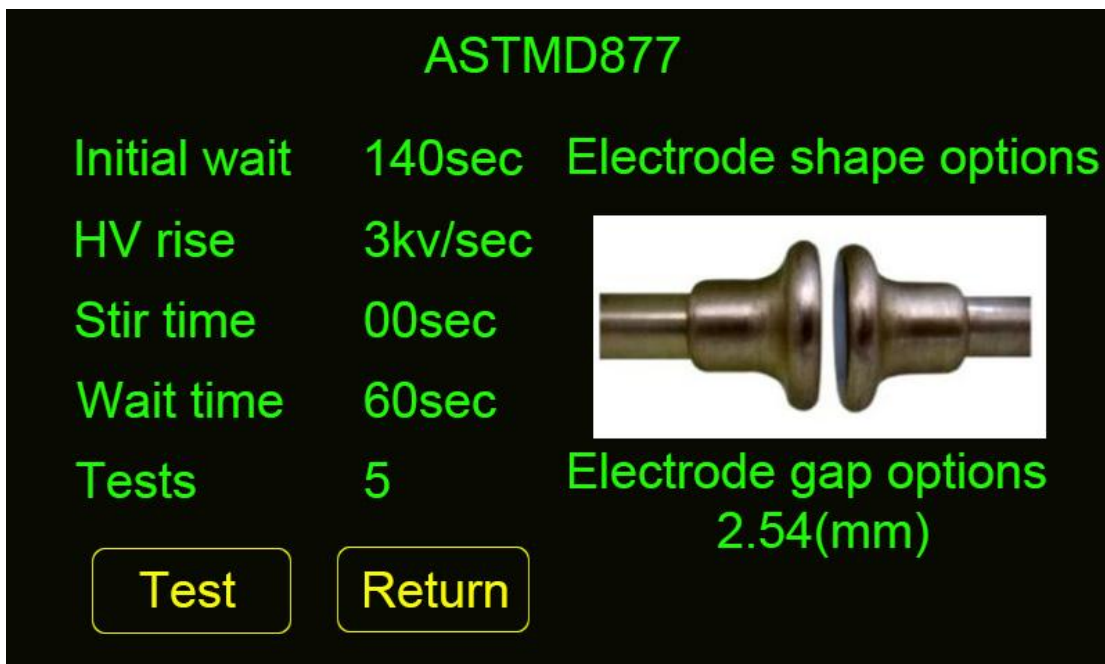 ASTMD877
Initial wait 140sec
HV rise 3kv/sec
Stir time 00sec
Wait time 60sec
Tests 5
Electrode shape options
Electrode gap options
2.54(mm)
Test
Return